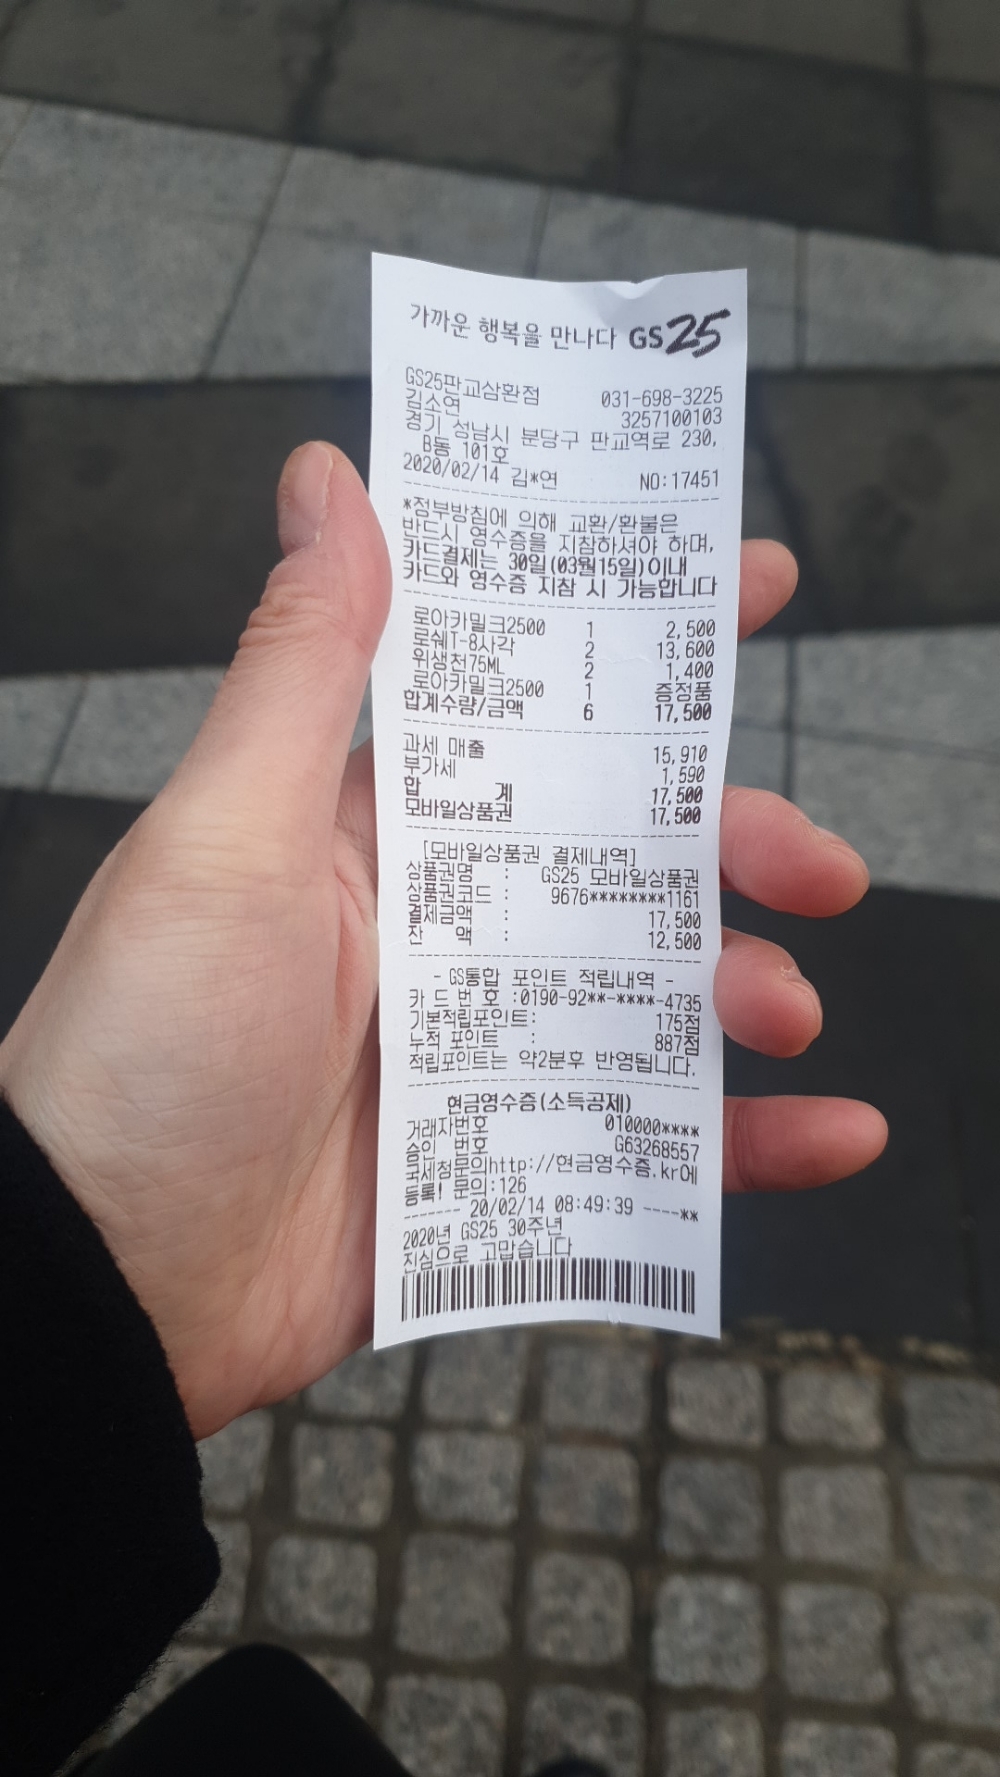 가까운 행복을 만나다 GS25
GS25판교삼환점 031-698-3225
김소연 3257100103
경기 성남시 분당구 판교역로 230,
B동 101호
2020/02/14 김*연 NO:17451
*정부방침에 의해 교환/환불은
반드시 영수증을 지참하셔야 하며,
카드결제는 30일(03월15일)이내
카드와 영수증 지참 시 가능합니다
로아카밀크2500 1 2,500
로쉐T-8사각 2 13,600
위생천75ML 2 1,400
로아카밀크2500 1 증정품
합계수량/금액 6 17,500
과세 매출 15,910
부가세 1,590
합 계 17,500
모바일상품권 17,500
[모바일상품권 결제내역]
상품권명 : GS25 모바일상품권
상품권코드 : 9676********1161
결제금액 : 17,500
잔 액 : 12,500
- GS통합 포인트 적립내역 -
카 드 번 호 :0190-92**-****-4735
기본적립포인트: 175점
누적 포인트 : 887점
적립포인트는 약2분후 반영됩니다.
현금영수증(소득공제)
거래자번호 010000****
승인 번호 G63268557
국세청문의http://현금영수증.kr에
등록! 문의:126
------- 20/02/14 08:49:39 ----**
2020년 GS25 30주년
진심으로 고맙습니다